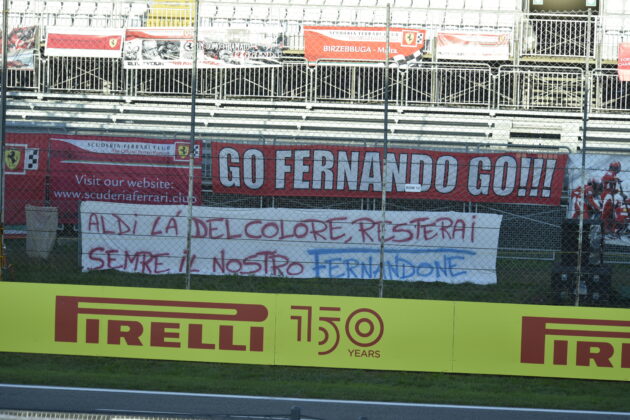 BIRZEBBUGA - Malta
SCUDERIA FERRARI CLUB
Visit our website:
www.scuderiaferrari.club
GO FERNANDO GO!!!
ALDI LÁ DEL COLORE, RESTERAI
SEMRE IL NOSTRO FERNANDONE
PIRELLI
150
YEARS
PIRE